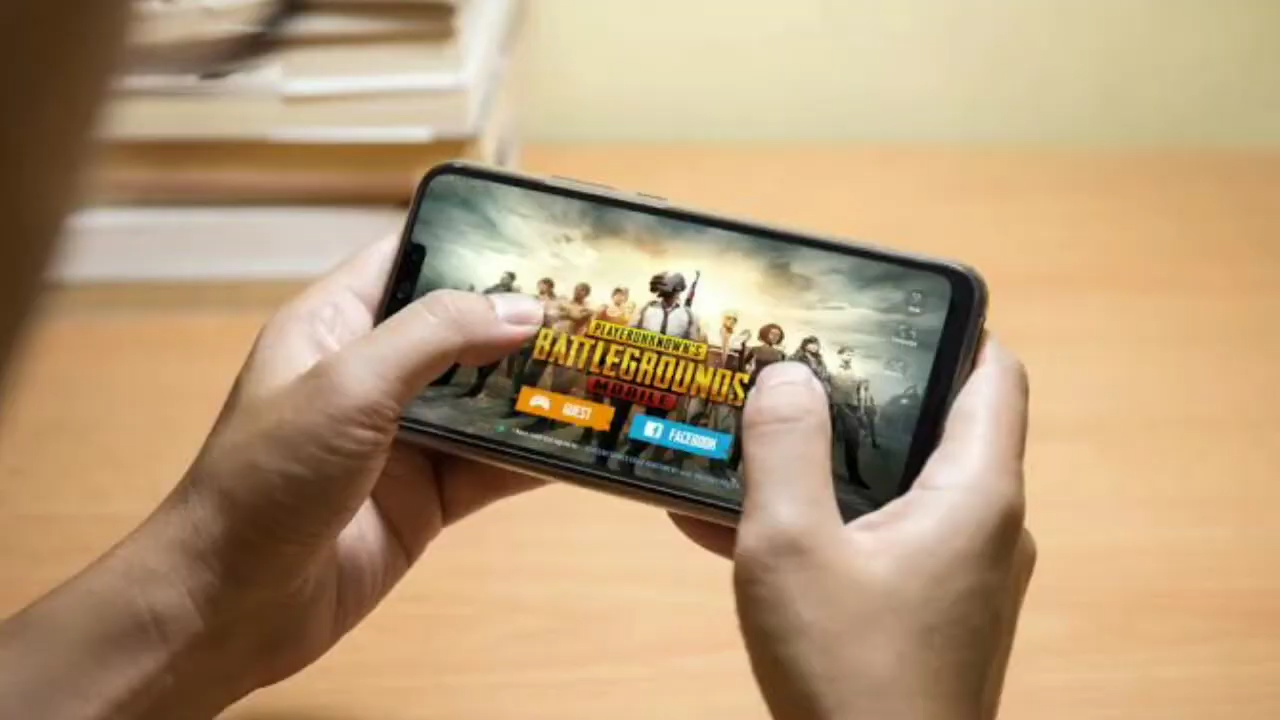 PLAYERUNKNOWN'S
BATTLEGROUNDS
MOBILE
GUEST
FACEBOOK